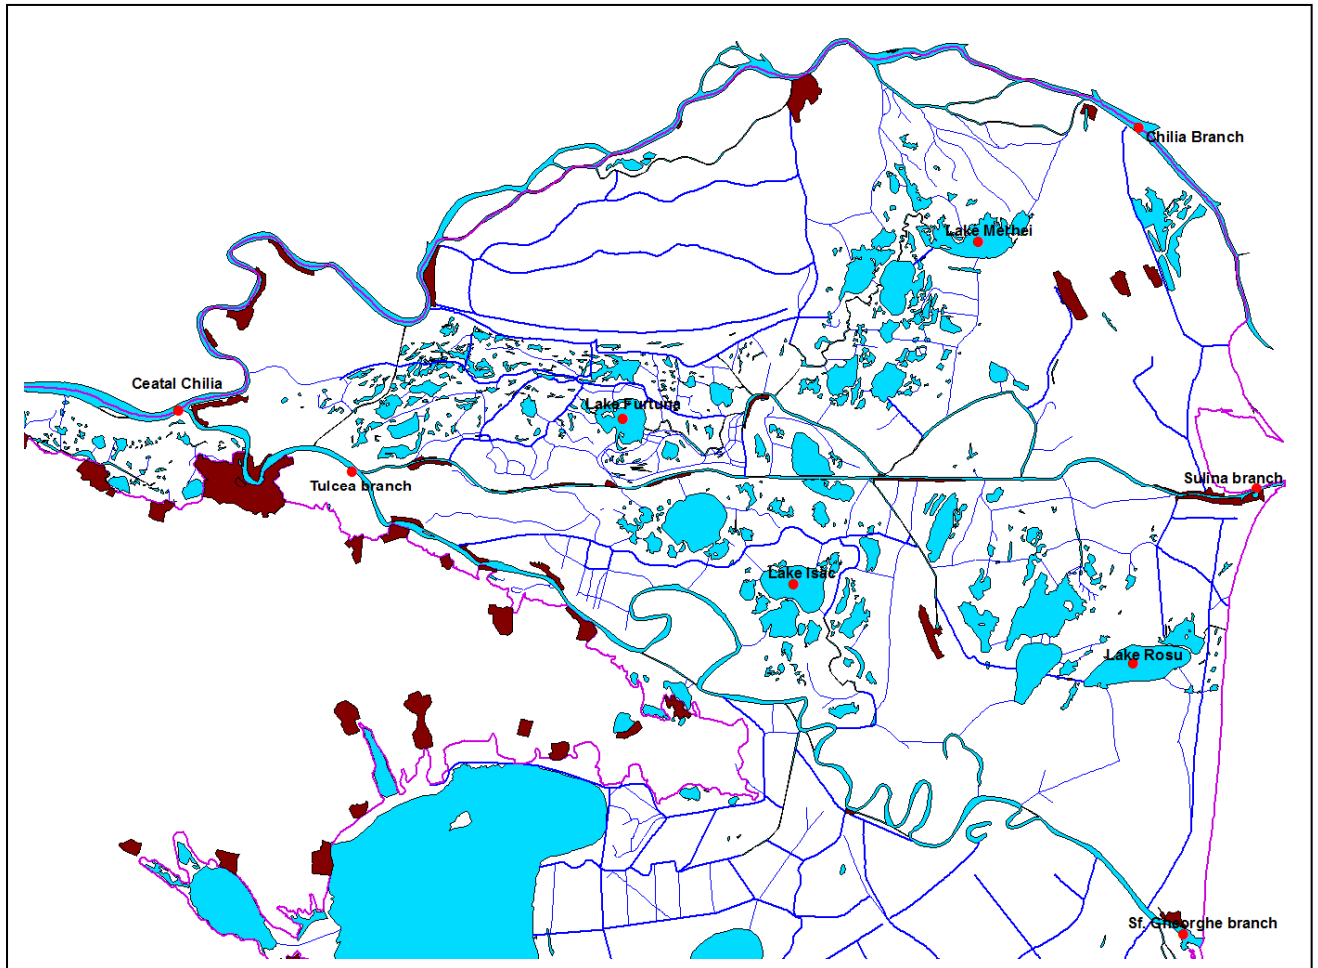 Chilia Branch
Lake Merhei
Ceatal Chilia
Lake Furtuna
Tulcea branch
Sulina branch
Lake Isac
Lake Rosu
Sf. Gheorghe branch